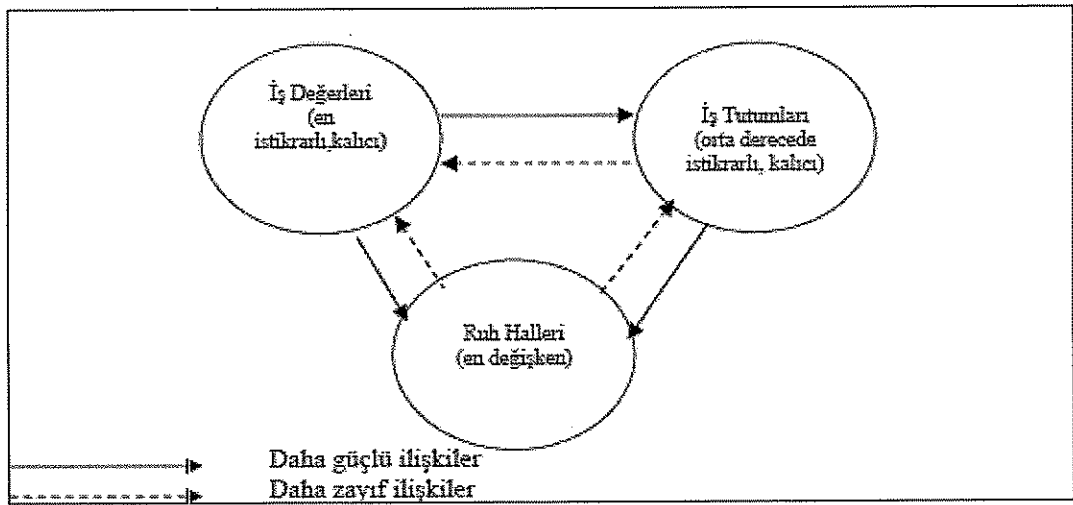 İş Değerleri
(en
istikrarlı,kalıcı)
İş Tutumları
(orta derecede
istikrarlı, kalıcı)
Ruh Halleri
(en değişken)
Daha güçlü ilişkiler
Daha zayıf ilişkiler